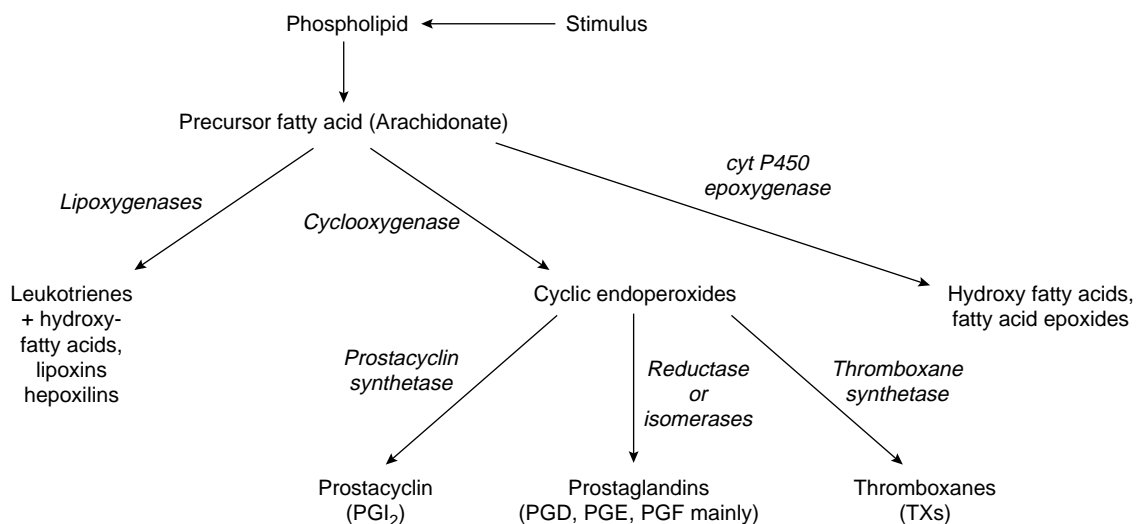 Phospholipid
Stimulus
Precursor fatty acid (Arachidonate)
cyt P450
epoxygenase
Lipoxygenases
Cyclooxygenase
Leukotrienes
+ hydroxy-
fatty acids,
lipoxins
hepoxilins
Cyclic endoperoxides
Hydroxy fatty acids,
fatty acid epoxides
Prostacyclin
synthetase
Reductase
or
isomerases
Thromboxane
synthetase
Prostacyclin
(PGI₂)
Prostaglandins
(PGD, PGE, PGF mainly)
Thromboxanes
(TXs)